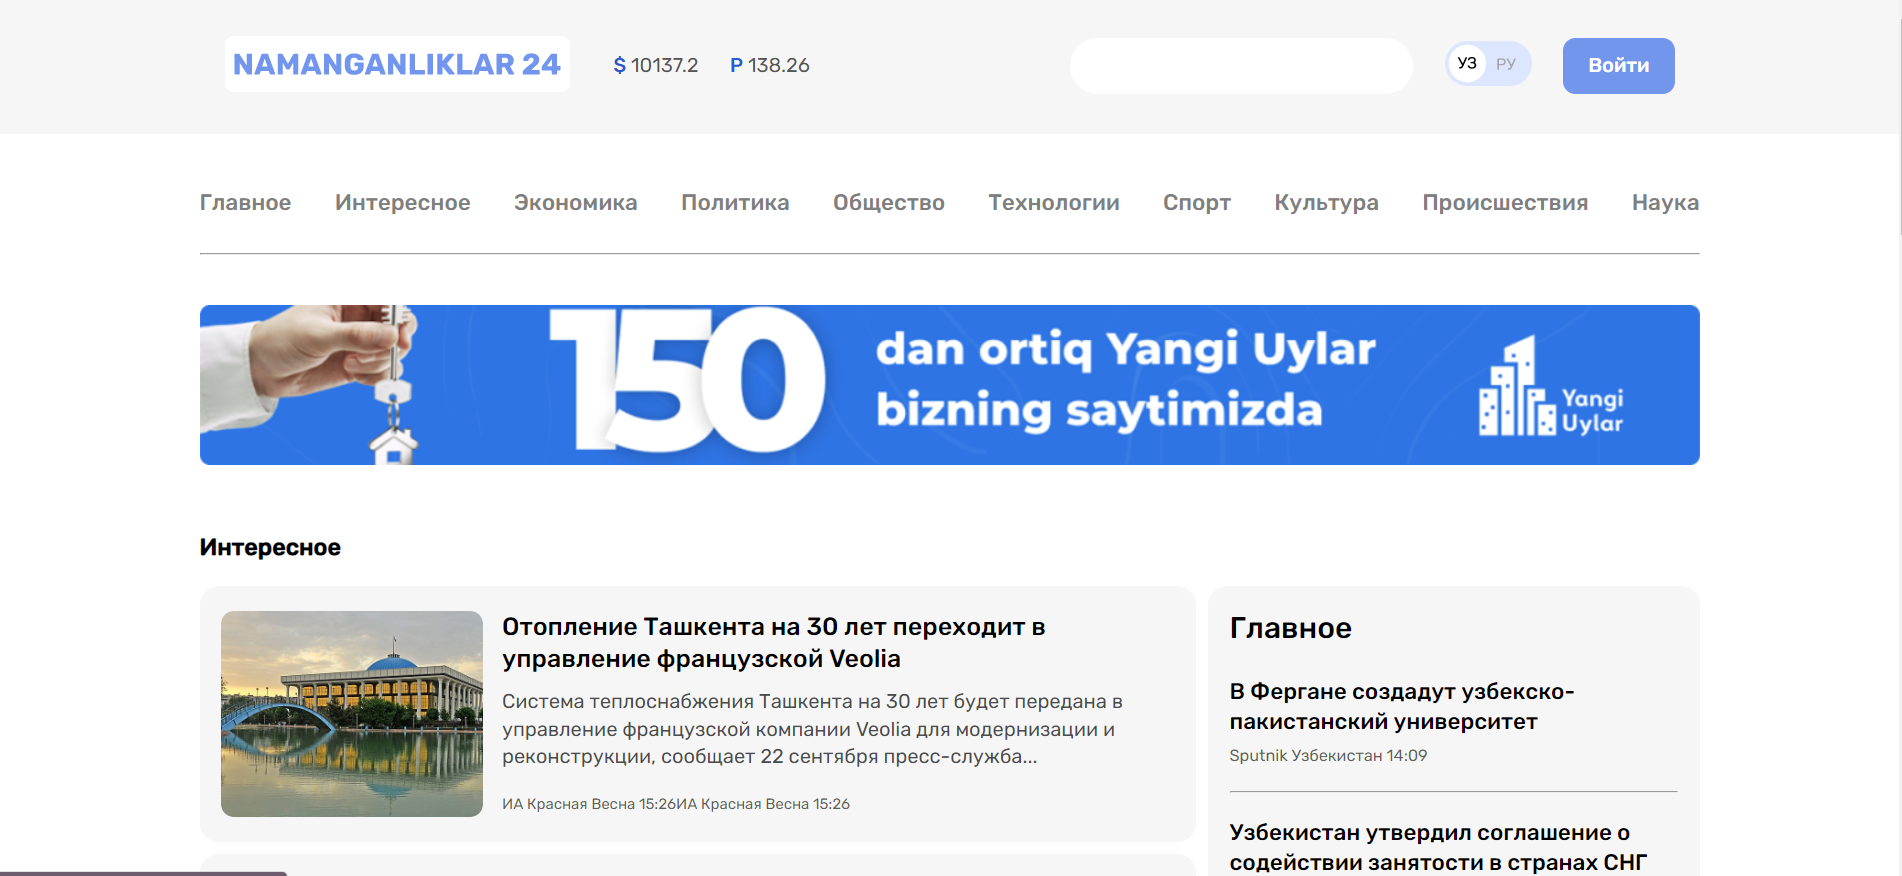 NAMANGANLIKLAR 24
$ 10137.2
P 138.26
УЗ
РУ
Войти
Главное
Интересное
Экономика
Политика
Общество
Технологии
Спорт
Культура
Происшествия
Наука
150
dan ortiq Yangi Uylar
bizning saytimizda
Yangi
Uylar
Интересное
Отопление Ташкента на 30 лет переходит в
управление французской Veolia
Система теплоснабжения Ташкента на 30 лет будет передана в
управление французской компании Veolia для модернизации и
реконструкции, сообщает 22 сентября пресс-служба...
ИА Красная Весна 15:26ИА Красная Весна 15:26
Главное
В Фергане создадут узбекско-
пакистанский университет
Sputnik Узбекистан 14:09
Узбекистан утвердил соглашение о
содействии занятости в странах СНГ